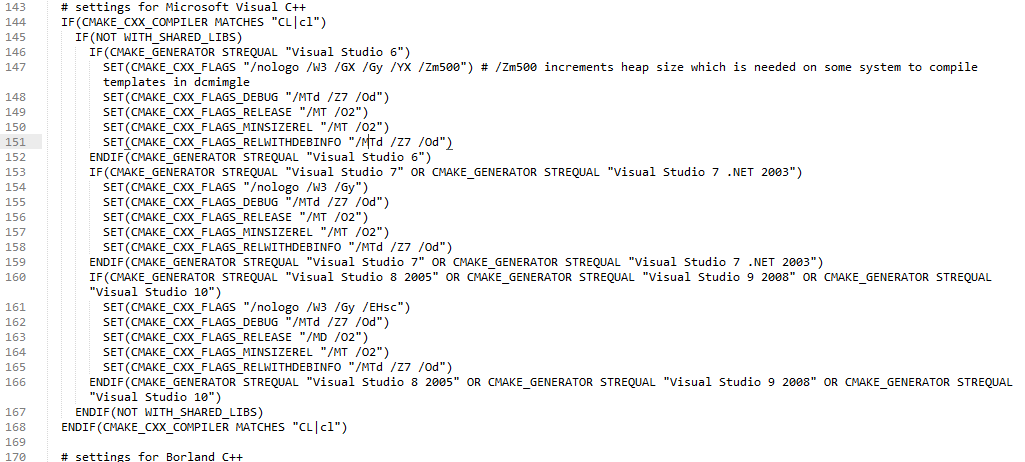 143 # settings for Microsoft Visual C++
144 IF(CMAKE_CXX_COMPILER MATCHES "CL|cl")
145 IF(NOT WITH_SHARED_LIBS)
146 IF(CMAKE_GENERATOR STREQUAL "Visual Studio 6")
147 SET(CMAKE_CXX_FLAGS "/nologo /W3 /GX /Gy /YX /Zm500") # /Zm500 increments heap size which is needed on some system to compile
templates in dcmimgle
148 SET(CMAKE_CXX_FLAGS_DEBUG "/MTd /Z7 /Od")
149 SET(CMAKE_CXX_FLAGS_RELEASE "/MT /O2")
150 SET(CMAKE_CXX_FLAGS_MINSIZEREL "/MT /O2")
151 SET(CMAKE_CXX_FLAGS_RELWITHDEBINFO "/MTd /Z7 /Od")
152 ENDIF(CMAKE_GENERATOR STREQUAL "Visual Studio 6")
153 IF(CMAKE_GENERATOR STREQUAL "Visual Studio 7" OR CMAKE_GENERATOR STREQUAL "Visual Studio 7 .NET 2003")
154 SET(CMAKE_CXX_FLAGS "/nologo /W3 /Gy")
155 SET(CMAKE_CXX_FLAGS_DEBUG "/MTd /Z7 /Od")
156 SET(CMAKE_CXX_FLAGS_RELEASE "/MT /O2")
157 SET(CMAKE_CXX_FLAGS_MINSIZEREL "/MT /O2")
158 SET(CMAKE_CXX_FLAGS_RELWITHDEBINFO "/MTd /Z7 /Od")
159 ENDIF(CMAKE_GENERATOR STREQUAL "Visual Studio 7" OR CMAKE_GENERATOR STREQUAL "Visual Studio 7 .NET 2003")
160 IF(CMAKE_GENERATOR STREQUAL "Visual Studio 8 2005" OR CMAKE_GENERATOR STREQUAL "Visual Studio 9 2008" OR CMAKE_GENERATOR STREQUAL
"Visual Studio 10")
161 SET(CMAKE_CXX_FLAGS "/nologo /W3 /Gy /EHsc")
162 SET(CMAKE_CXX_FLAGS_DEBUG "/MTd /Z7 /Od")
163 SET(CMAKE_CXX_FLAGS_RELEASE "/MD /O2")
164 SET(CMAKE_CXX_FLAGS_MINSIZEREL "/MT /O2")
165 SET(CMAKE_CXX_FLAGS_RELWITHDEBINFO "/MTd /Z7 /Od")
166 ENDIF(CMAKE_GENERATOR STREQUAL "Visual Studio 8 2005" OR CMAKE_GENERATOR STREQUAL "Visual Studio 9 2008" OR CMAKE_GENERATOR STREQUAL
"Visual Studio 10")
167 ENDIF(NOT WITH_SHARED_LIBS)
168 ENDIF(CMAKE_CXX_COMPILER MATCHES "CL|cl")
169
170 # settings for Borland C++